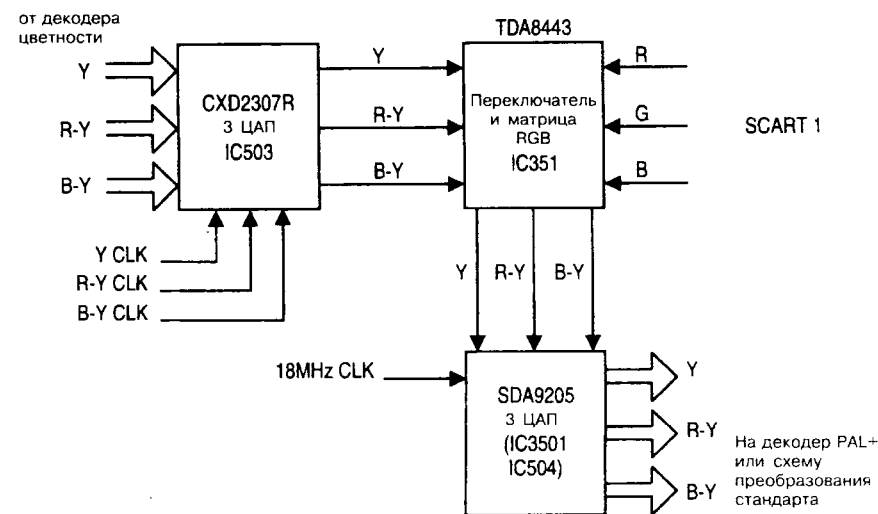 от декодера
цветности
TDA8443
Y
Y
R
CXD2307R
3 ЦАП
IC503
Переключатель
и матрица
RGB
IC351
R-Y
R-Y
G
SCART 1
B-Y
B-Y
B
Y CLK
R-Y CLK
B-Y CLK
Y
R-Y
B-Y
18MHz CLK
SDA9205
3 ЦАП
(IC3501
IC504)
Y
R-Y
B-Y
На декодер PAL+
или схему
преобразования
стандарта